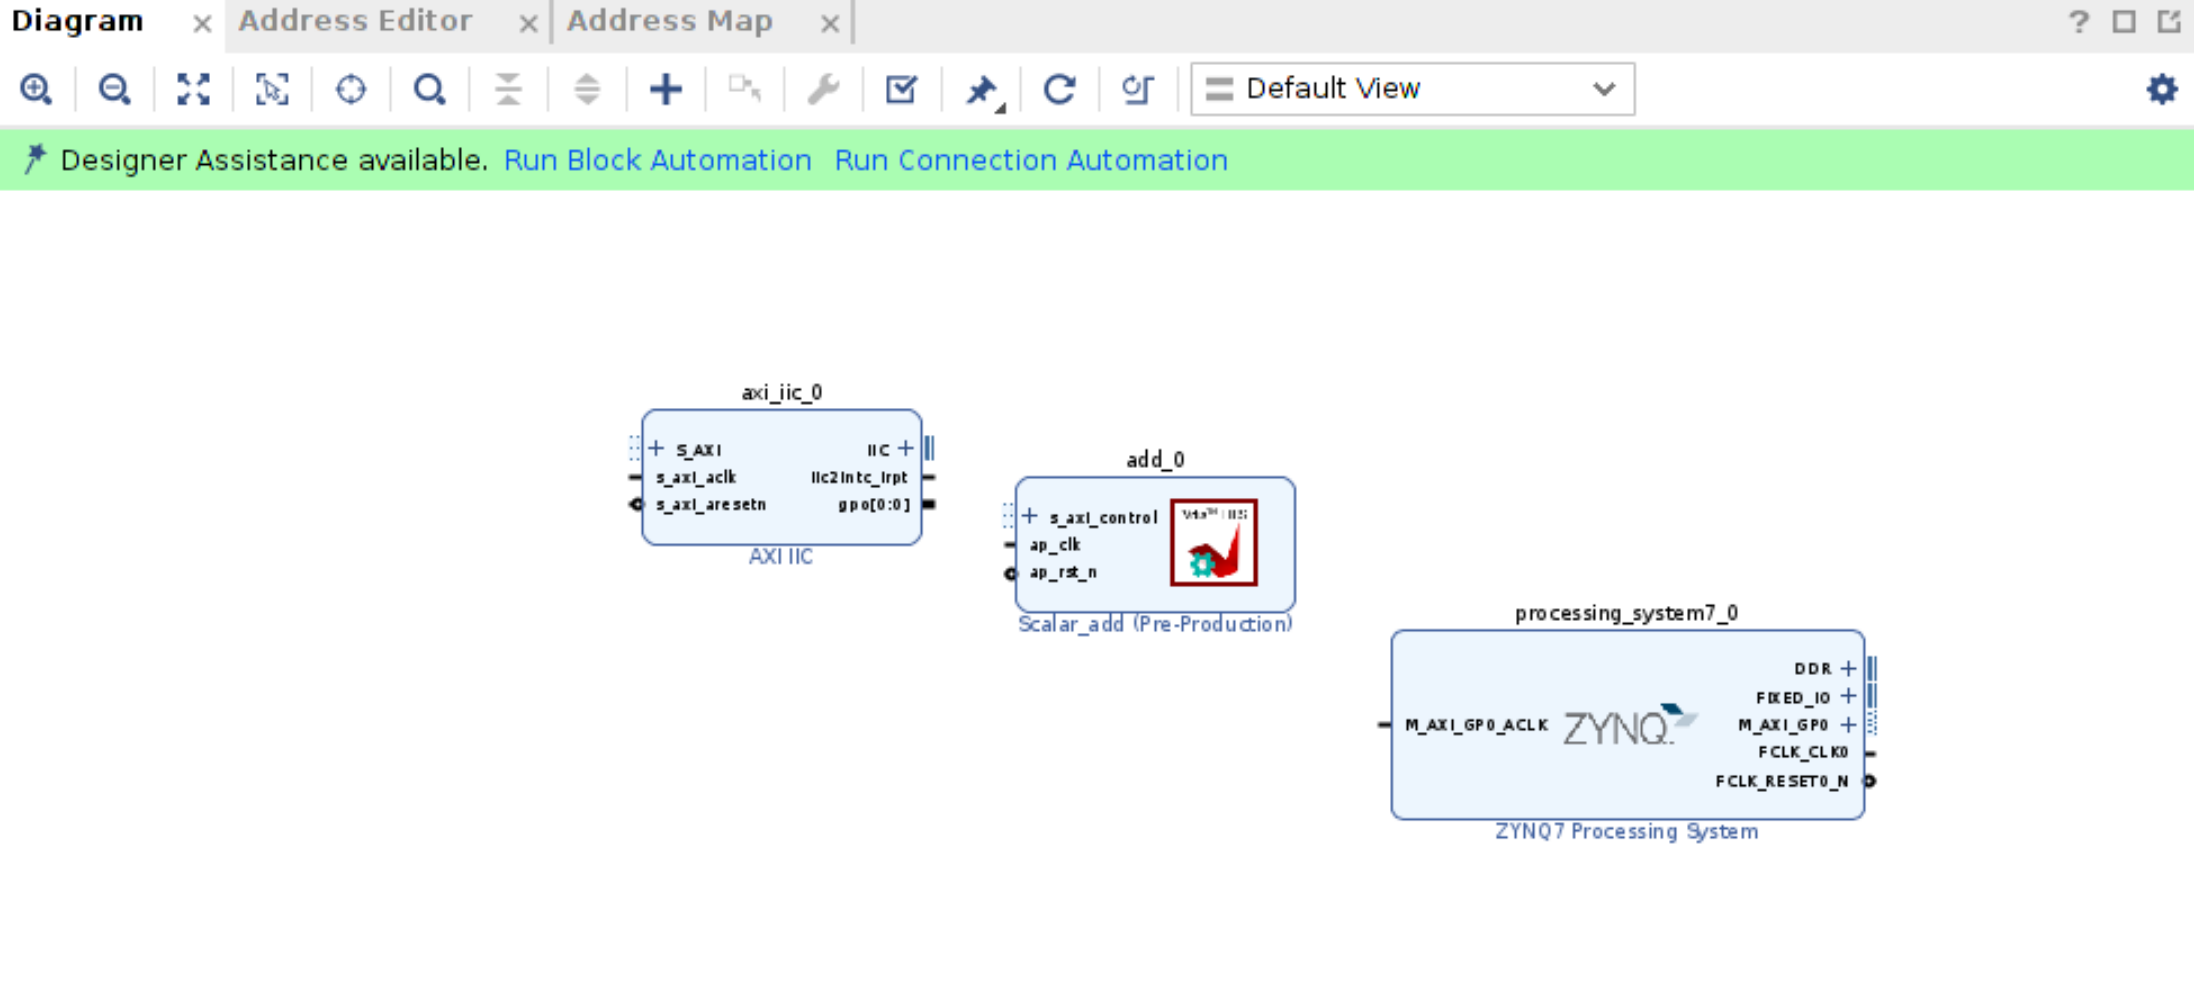 Diagram Address Editor Address Map ?
Default View
Designer Assistance available. Run Block Automation Run Connection Automation
axi_iic_0
S_AXI IIC
s_axi_aclk iic2intc_irpt
s_axi_aresetn gpo[0:0]
AXI IIC
add_0
s_axi_control
ap_clk
ap_rst_n
Scalar_add (Pre-Production)
processing_system7_0
DDR
FIXED_IO
M_AXI_GP0_ACLK ZYNQ M_AXI_GP0
FCLK_CLK0
FCLK_RESET0_N
ZYNQ7 Processing System